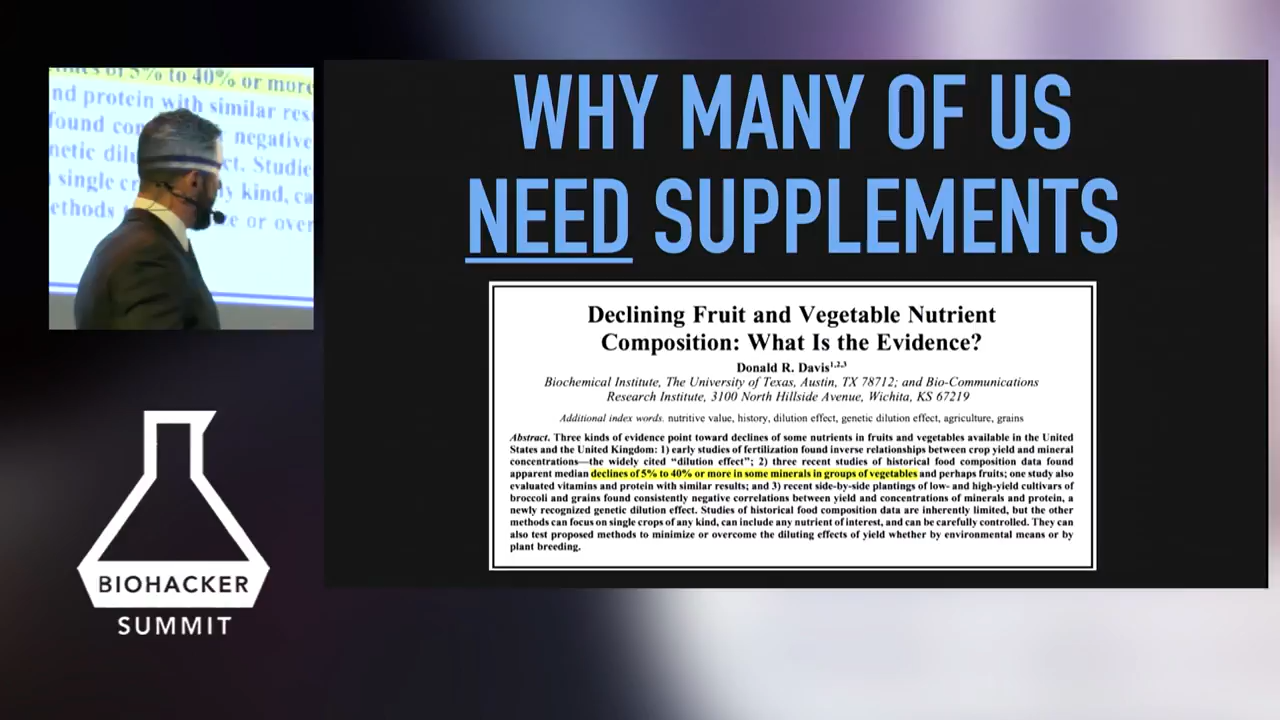 5% to 40% or more
nd protein with similar res
found con negative
netic dilu ct. Studie
single cr y kind, ca
ethods ze or over
WHY MANY OF US
NEED SUPPLEMENTS
Declining Fruit and Vegetable Nutrient
Composition: What Is the Evidence?
Donald R. Davis1,2,3
Biochemical Institute, The University of Texas, Austin, TX 78712; and Bio-Communications
Research Institute, 3100 North Hillside Avenue, Wichita, KS 67219
Additional index words. nutritive value, history, dilution effect, genetic dilution effect, agriculture, grains
Abstract. Three kinds of evidence point toward declines of some nutrients in fruits and vegetables available in the United
States and the United Kingdom: 1) early studies of fertilization found inverse relationships between crop yield and mineral
concentrations—the widely cited “dilution effect”; 2) three recent studies of historical food composition data found
apparent median declines of 5% to 40% or more in some minerals in groups of vegetables and perhaps fruits; one study also
evaluated vitamins and protein with similar results; and 3) recent side-by-side plantings of low- and high-yield cultivars of
broccoli and grains found consistently negative correlations between yield and concentrations of minerals and protein, a
newly recognized genetic dilution effect. Studies of historical food composition data are inherently limited, but the other
methods can focus on single crops of any kind, can include any nutrient of interest, and can be carefully controlled. They can
also test proposed methods to minimize or overcome the diluting effects of yield whether by environmental means or by
plant breeding.
BIOHACKER
SUMMIT